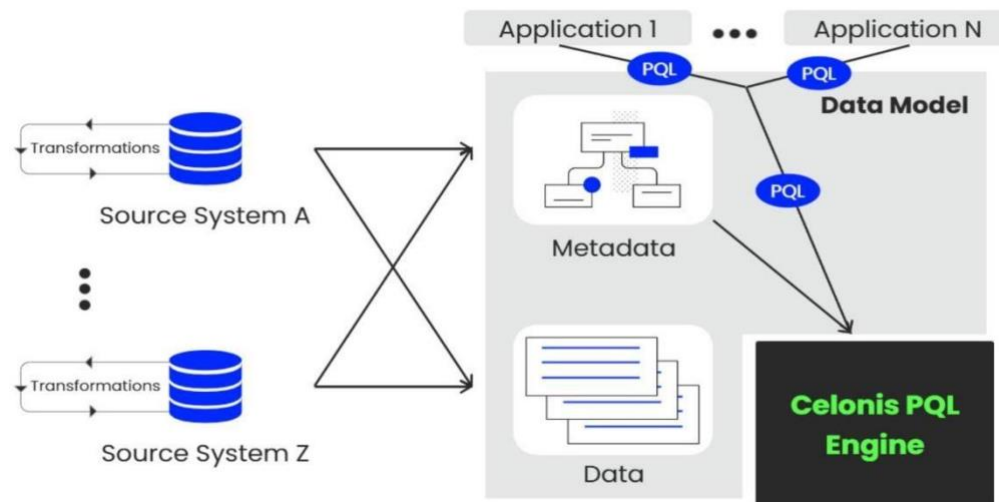 Application 1
Application N
PQL
PQL
Data Model
Transformations
Source System A
PQL
Metadata
Transformations
Source System Z
Data
Celonis PQL
Engine